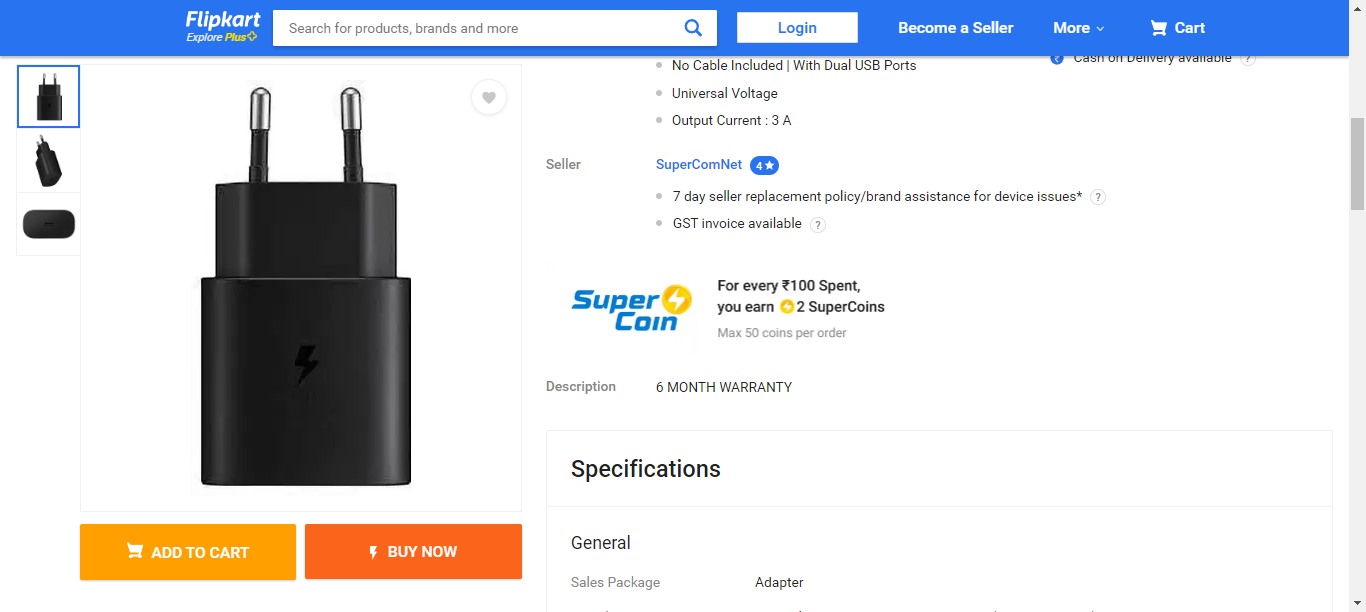 Flipkart
Explore Plus
Search for products, brands and more
Login
Become a Seller
More
Cart
No Cable Included | With Dual USB Ports
Cash on Delivery available ?
Universal Voltage
Output Current : 3 A
Seller
SuperComNet 4★
7 day seller replacement policy/brand assistance for device issues* ?
GST invoice available ?
Super Coin
For every ₹100 Spent,
you earn 2 SuperCoins
Max 50 coins per order
Description
6 MONTH WARRANTY
ADD TO CART
BUY NOW
Specifications
General
Sales Package
Adapter